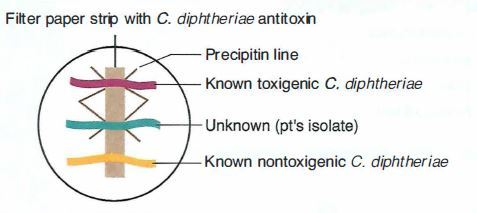 Filter paper strip with C. diphtheriae antitoxin
Precipitin line
Known toxigenic C. diphtheriae
Unknown (pt's isolate)
Known nontoxigenic C. diphtheriae